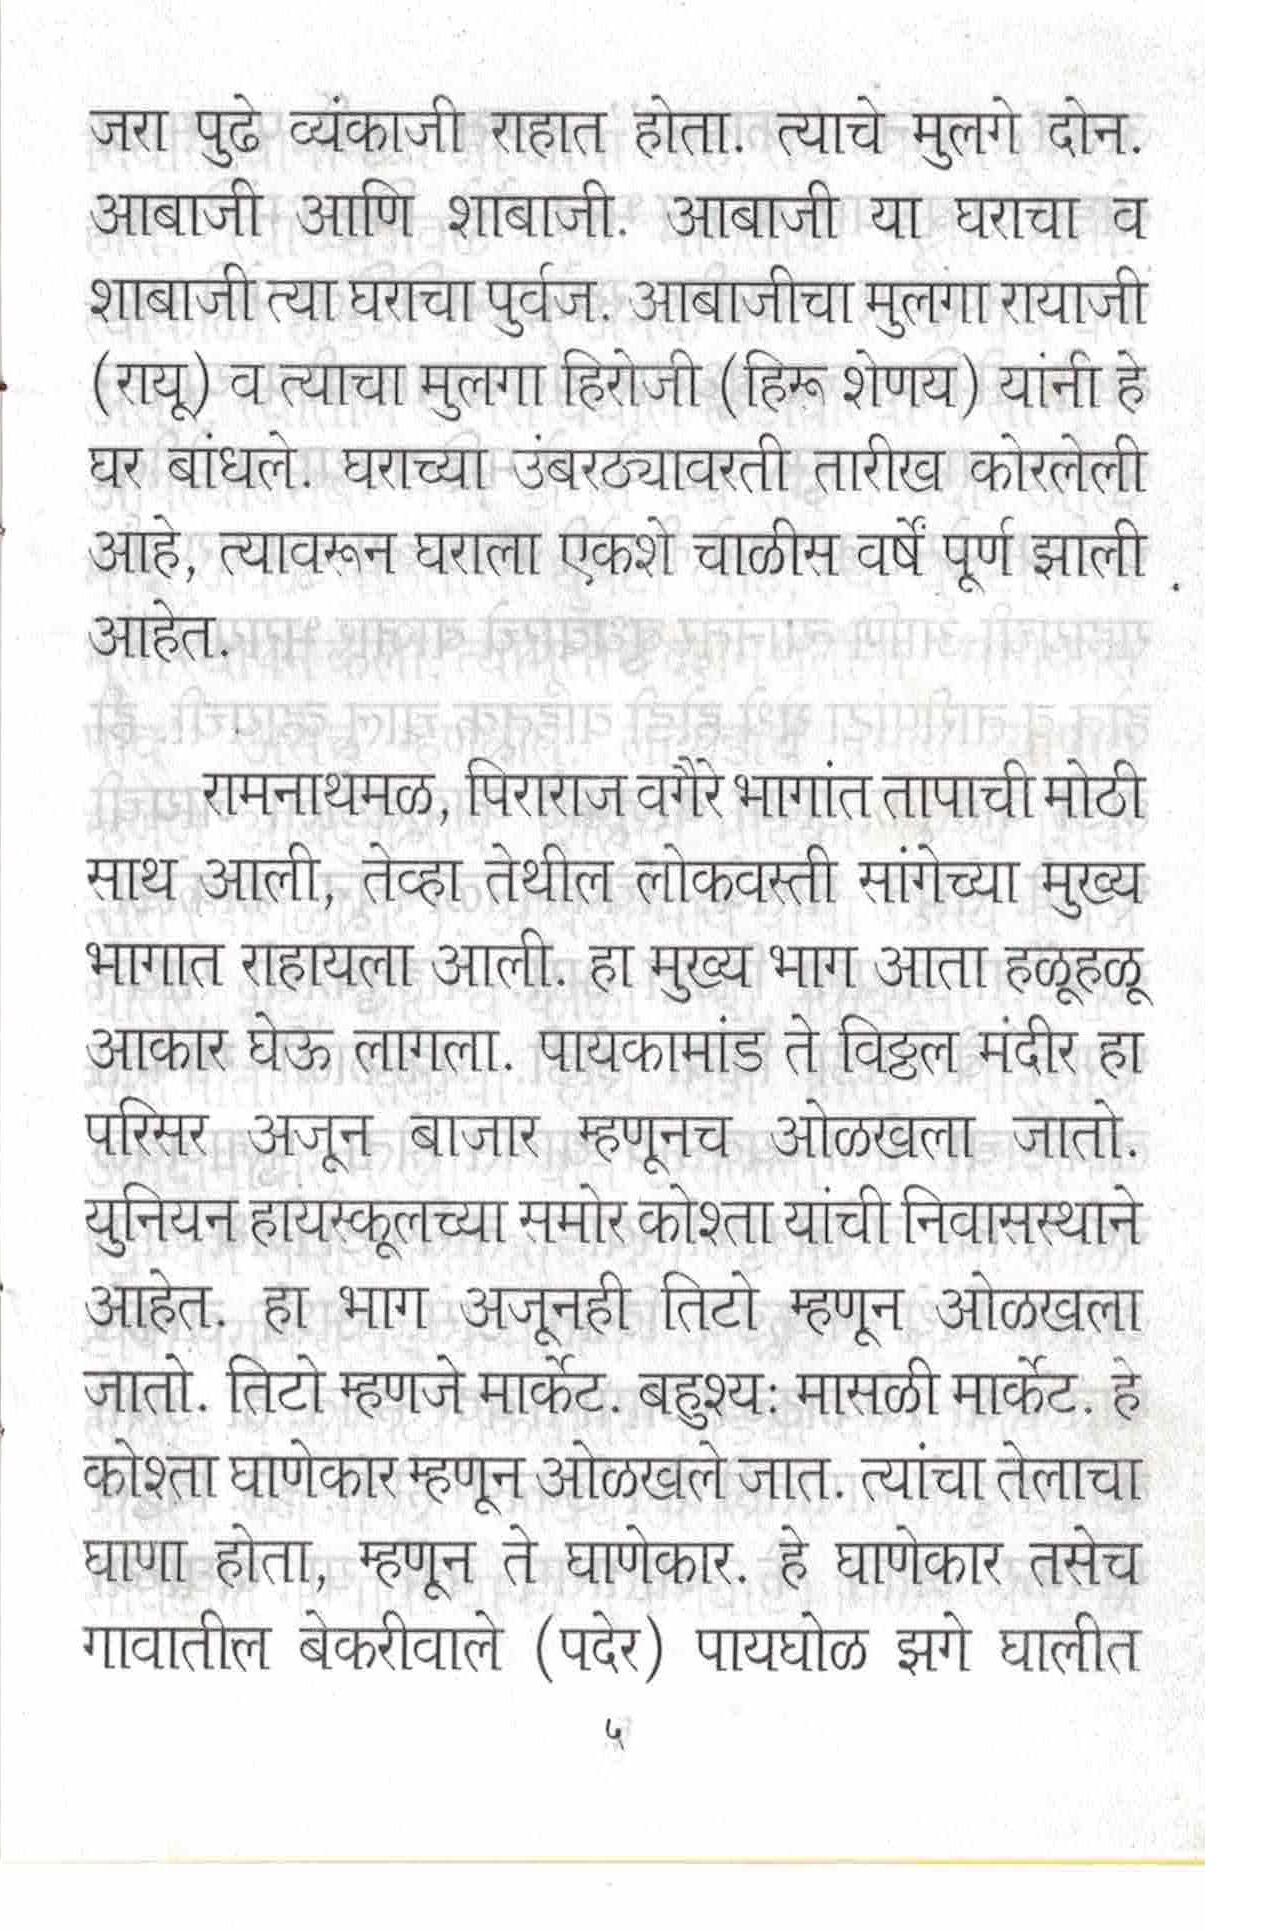 जरा पुढे व्यंकाजी राहात होता. त्याचे मुलगे दोन.
आबाजी आणि शाबाजी. आबाजी या घराचा व
शाबाजी त्या घराचा पुर्वज. आबाजीचा मुलगा रायाजी
(रायू) व त्याचा मुलगा हिरोजी (हिरू शेणय) यांनी हे
घर बांधले. घराच्या उंबरठ्यावरती तारीख कोरलेली
आहे, त्यावरून घराला एकशे चाळीस वर्षें पूर्ण झाली
आहेत.
रामनाथमळ, पिराराज वगैरे भागांत तापाची मोठी
साथ आली, तेव्हा तेथील लोकवस्ती सांगेच्या मुख्य
भागात राहायला आली. हा मुख्य भाग आता हळूहळू
आकार घेऊ लागला. पायकामांड ते विठ्ठल मंदीर हा
परिसर अजून बाजार म्हणूनच ओळखला जातो.
युनियन हायस्कूलच्या समोर कोश्ता यांची निवासस्थाने
आहेत. हा भाग अजूनही तिटो म्हणून ओळखला
जातो. तिटो म्हणजे मार्केट. बहुश्य: मासळी मार्केट. हे
कोश्ता घाणेकार म्हणून ओळखले जात. त्यांचा तेलाचा
घाणा होता, म्हणून ते घाणेकार. हे घाणेकार तसेच
गावातील बेकरीवाले (पदेर) पायघोळ झगे घालीत
५